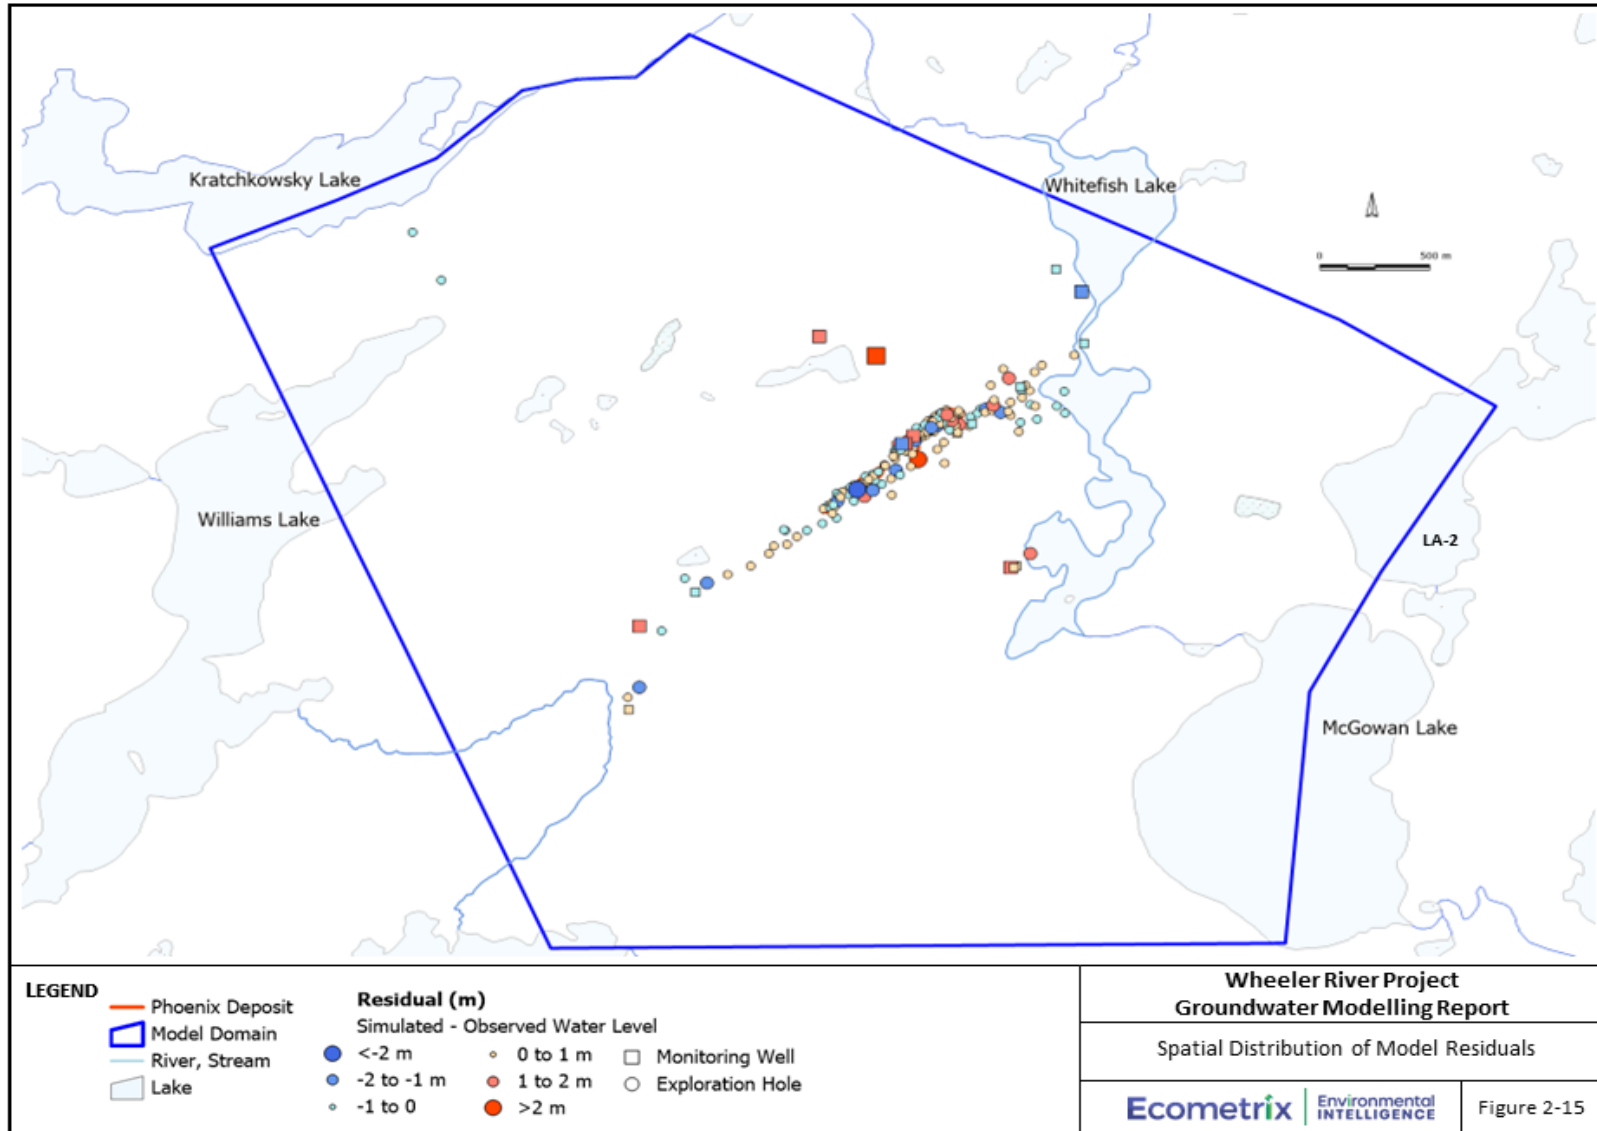 Kratchkowsky Lake
Whitefish Lake
0 500 m
Williams Lake
LA-2
McGowan Lake
LEGEND
Phoenix Deposit
Model Domain
River, Stream
Lake
Residual (m)
Simulated - Observed Water Level
<-2 m
-2 to -1 m
-1 to 0
0 to 1 m
1 to 2 m
>2 m
Monitoring Well
Exploration Hole
Wheeler River Project
Groundwater Modelling Report
Spatial Distribution of Model Residuals
Ecometrix
Environmental
INTELLIGENCE
Figure 2-15